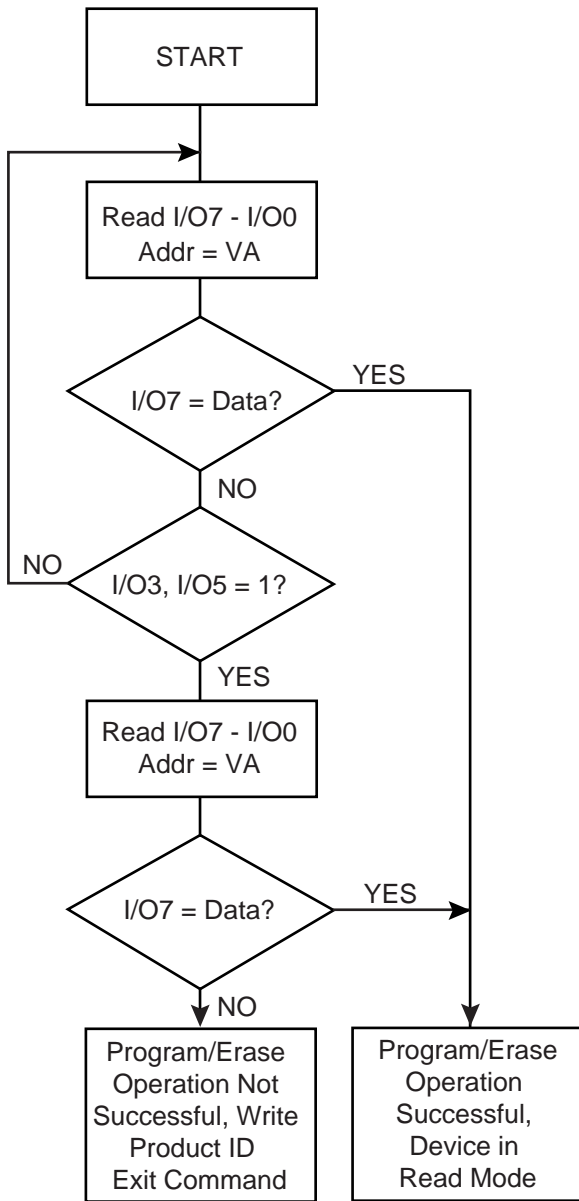 START
Read I/O7 - I/O0
Addr = VA
I/O7 = Data?
YES
NO
I/O3, I/O5 = 1?
NO
YES
Read I/O7 - I/O0
Addr = VA
I/O7 = Data?
YES
NO
Program/Erase
Operation Not
Successful, Write
Product ID
Exit Command
Program/Erase
Operation
Successful,
Device in
Read Mode